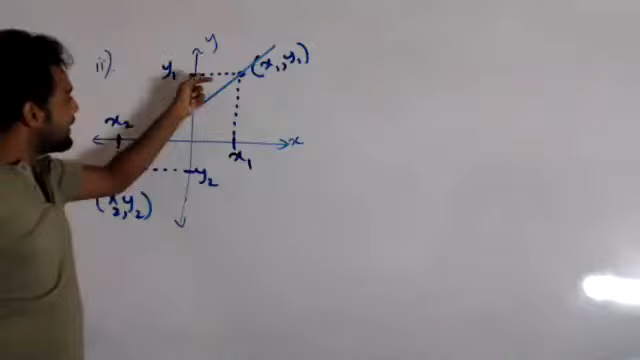 ii).
y
y₁
(x₁, y₁)
x₂
x
x₁
y₂
(x₂, y₂)